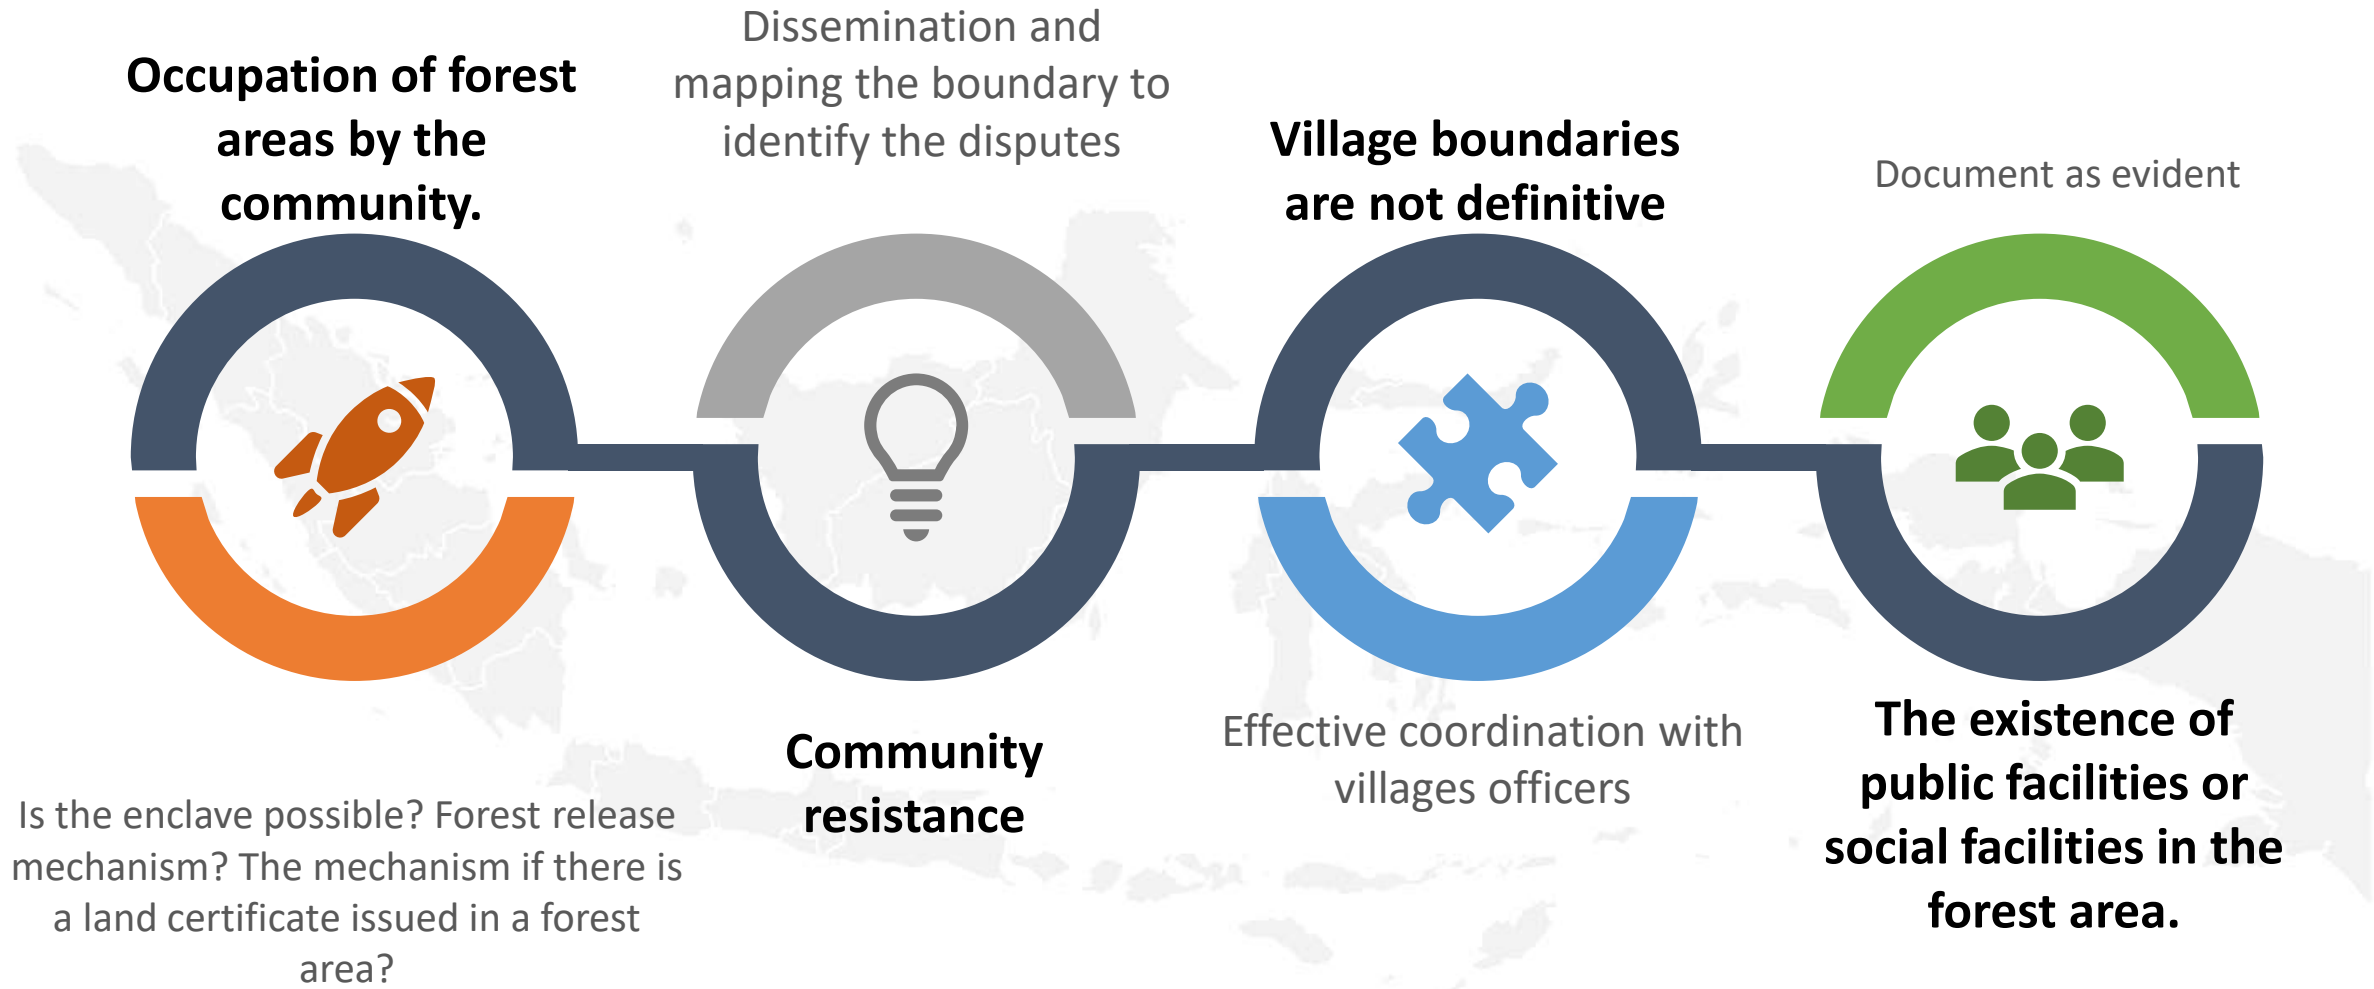 Occupation of forest
areas by the
community.
Is the enclave possible? Forest release
mechanism? The mechanism if there is
a land certificate issued in a forest
area?
Dissemination and
mapping the boundary to
identify the disputes
Community
resistance
Village boundaries
are not definitive
Effective coordination with
villages officers
Document as evident
The existence of
public facilities or
social facilities in the
forest area.